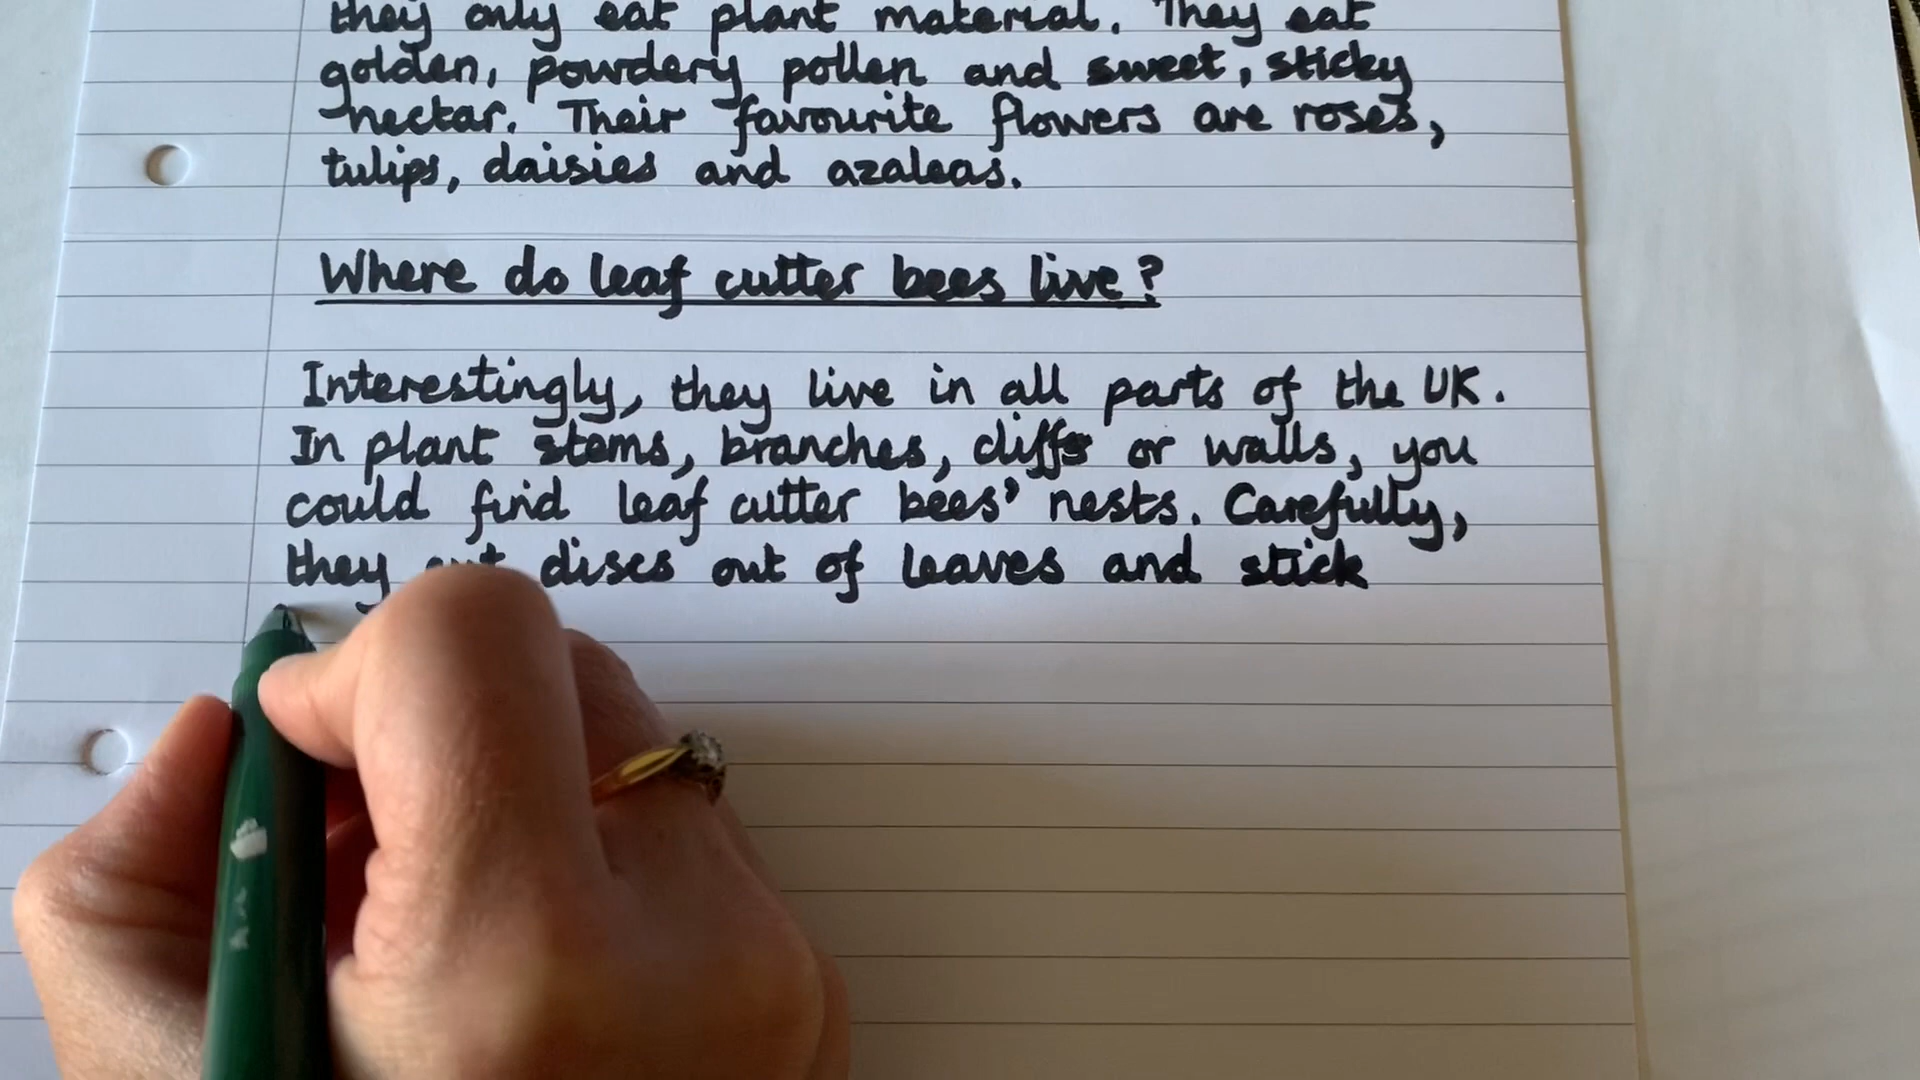 they only eat plant material. They eat
golden, powdery pollen and sweet, sticky
nectar. Their favourite flowers are roses,
tulips, daisies and azaleas.
Where do leaf cutter bees live?
Interestingly, they live in all parts of the UK.
In plant stems, branches, cliffs or walls, you
could find leaf cutter bees' nests. Carefully,
they cut discs out of leaves and stick